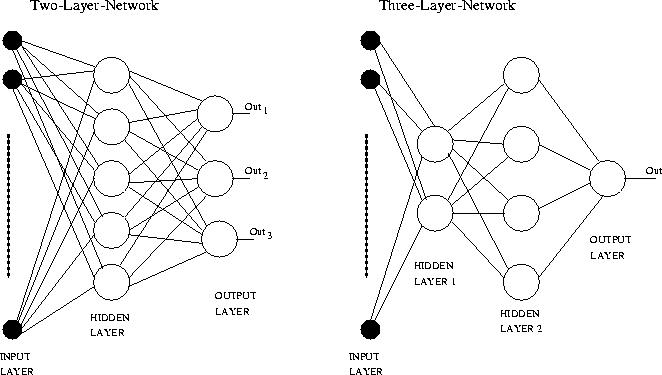 Two-Layer-Network
Out 1
Out 2
Out 3
HIDDEN
LAYER
OUTPUT
LAYER
INPUT
LAYER
Three-Layer-Network
Out
HIDDEN
LAYER 1
OUTPUT
LAYER
HIDDEN
LAYER 2
INPUT
LAYER